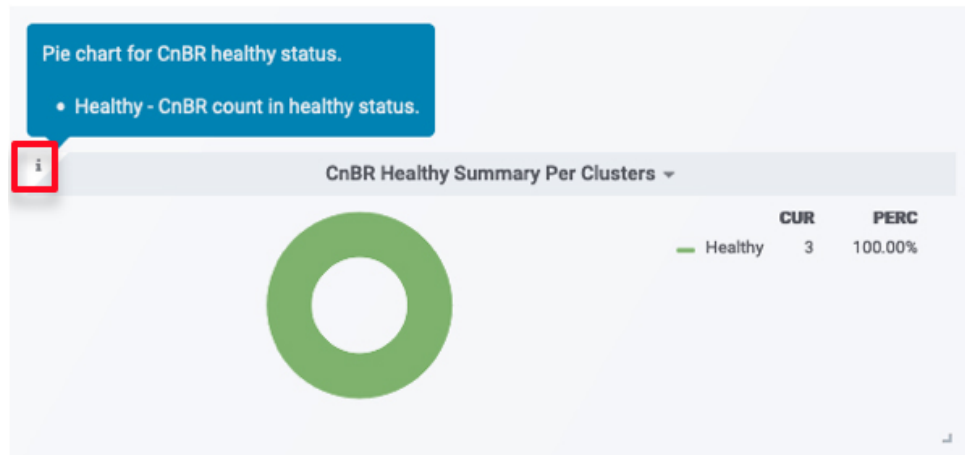 Pie chart for CnBR healthy status.
• Healthy - CnBR count in healthy status.
i
CnBR Healthy Summary Per Clusters
CUR PERC
Healthy 3 100.00%